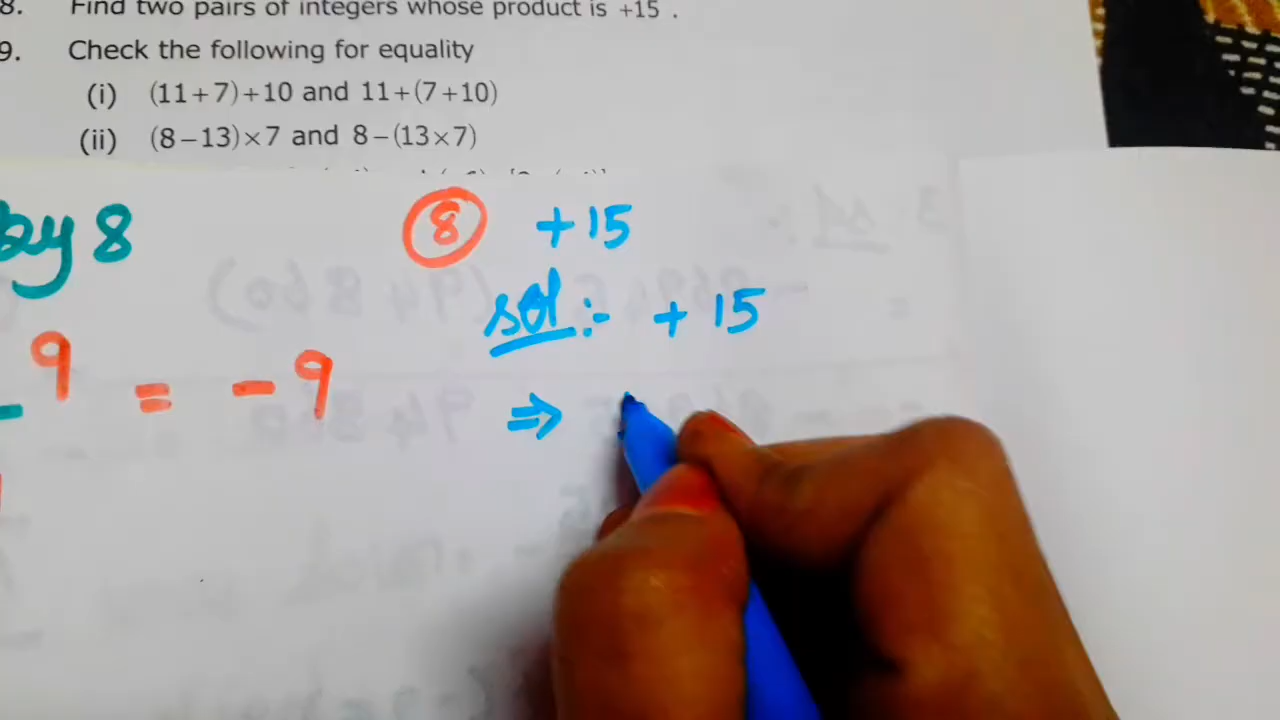 8. Find two pairs of integers whose product is +15 .
9. Check the following for equality
(i) (11+7)+10 and 11+(7+10)
(ii) (8−13)×7 and 8−(13×7)
by 8
8 +15
sol :- + 15
9 = - 9
⇒